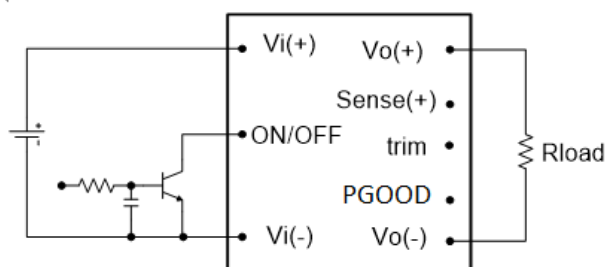 Vi(+)
Vo(+)
Sense(+)
ON/OFF
trim
Rload
PGOOD
Vi(-)
Vo(-)